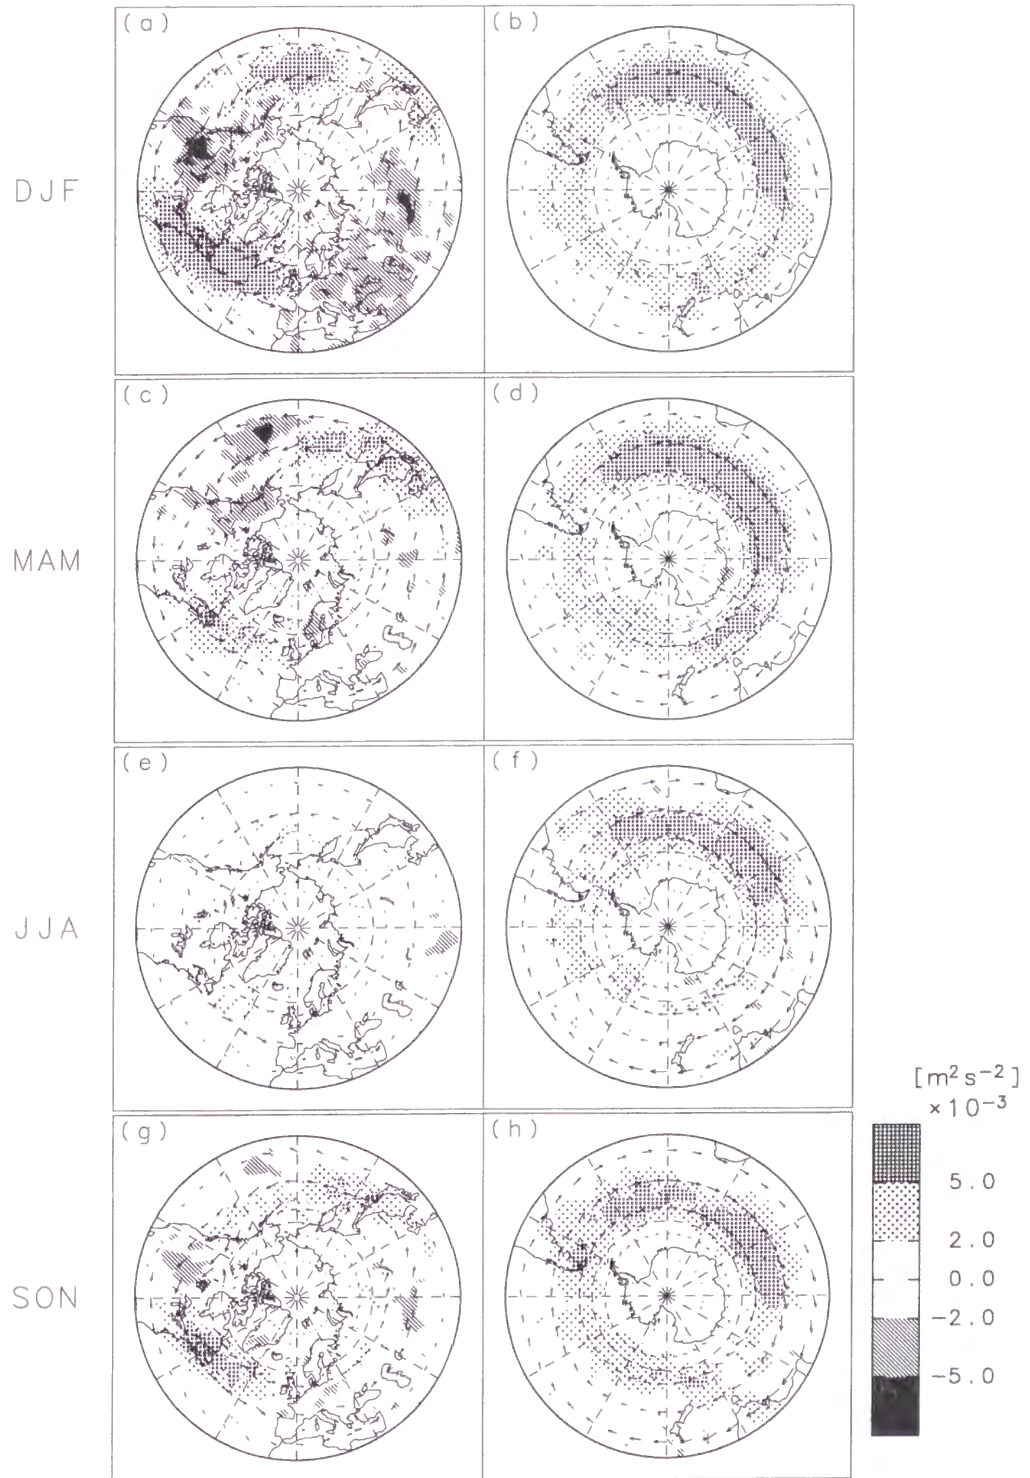 (a) (b)
DJF
(c) (d)
MAM
(e) (f)
JJA
[m²s⁻²]
×10⁻³
(g) (h)
5.0
2.0
0.0
SON
−2.0
−5.0